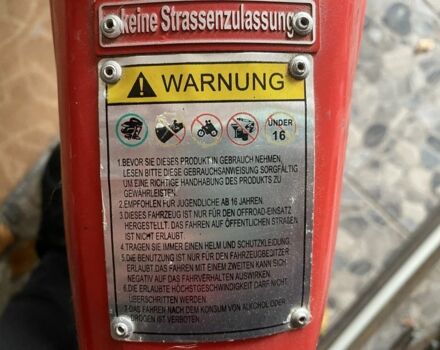 keine Strassenzulassung
WARNUNG
UNDER
16
1.BEVOR SIE DIESES PRODUKT IN GEBRAUCH NEHMEN,
LESEN BITTE DIESE GEBRAUCHSANWEISUNG SORGFÄLTIG
UM EINE RICHTIGE HANDHABUNG DES PRODUKTS ZU
GEWÄHRLEISTEN.
2.EMPFOHLEN FÜR JUGENDLICHE AB 16 JAHREN.
3.DIESES FAHRZEUG IST NUR FÜR DEN OFFROAD-EINSATZ
HERGESTELLT. DAS FAHREN AUF ÖFFENTLICHEN STRAßEN
IST NICHT ERLAUBT.
4.TRAGEN SIE IMMER EINEN HELM UND SCHUTZKLEIDUNG.
5.DIE BENUTZUNG IST NUR FÜR DEN FAHRZEUGBEDITZER
ERLAUBT.DAS FAHREN MIT EINEM ZWEITEN KANN SICH
NEGATIV AUF DAS FAHRVERHALTEN AUSWIRKEN.
6.DIE ERLAUBTE HÖCHSTGESCHWINDIGKEIT DARF NICHT
ÜBERSCHRITTEN WERDEN.
7.DAS FAHREN NACH DEM KONSUM VON ALKOHOL ODER
DROGEN IST VERBOTEN.